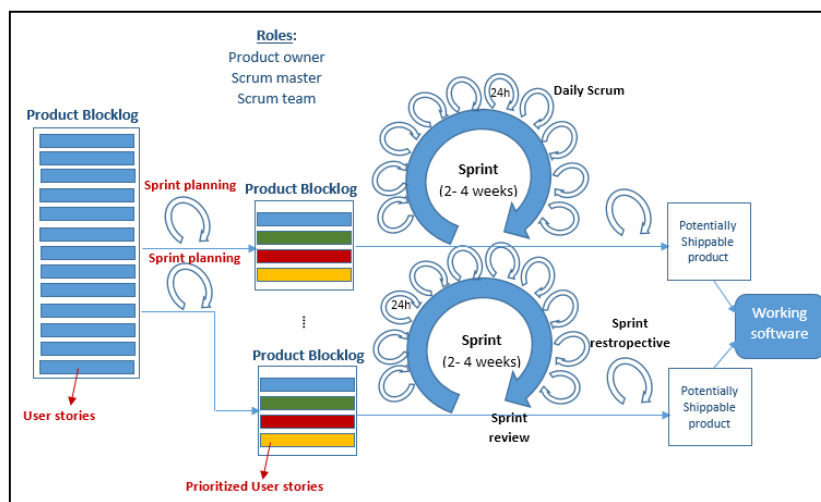 Roles:
Product owner
Scrum master
Scrum team
Product Blocklog
24h
Daily Scrum
Sprint planning
Product Blocklog
Sprint
(2- 4 weeks)
Potentially
Shippable
product
Sprint planning
24h
Sprint
(2- 4 weeks)
Sprint
restropective
Working
software
Product Blocklog
Potentially
Shippable
product
User stories
Sprint
review
Prioritized User stories